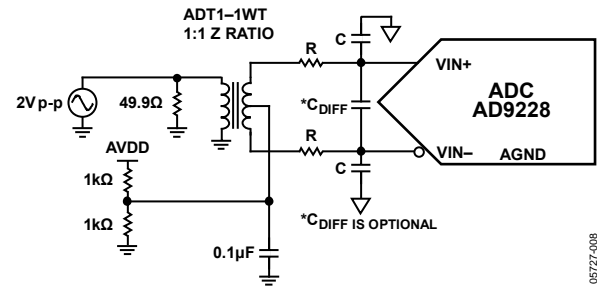 ADT1–1WT
1:1 Z RATIO
2V p-p
49.9Ω
R
C
VIN+
*CDIFF
ADC
AD9228
R
C
VIN–
AGND
AVDD
1kΩ
1kΩ
0.1µF
*CDIFF IS OPTIONAL
05727-008